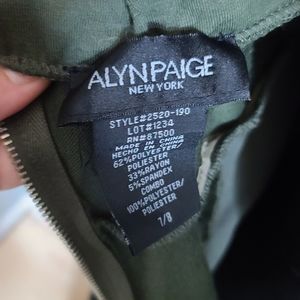 ALYNPAIGE
NEW YORK
STYLE#2520-190
LOT#1234
RN#87500
MADE IN CHINA
HECHO EN CHINA
62%POLYESTER/
POLIESTER
33%RAYON
5%SPANDEX
COMBO
100%POLYESTER/
POLIESTER
7/8